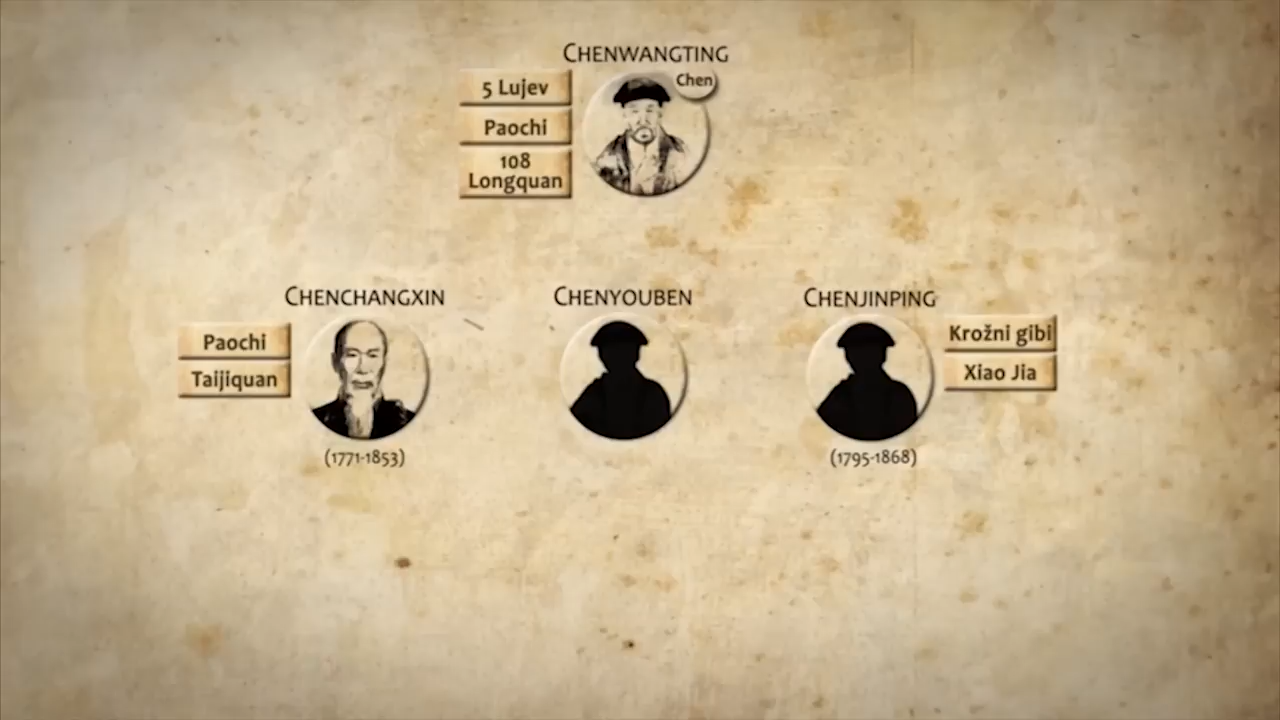 CHENWANGTING
Chen
5 Lujev
Paochi
108
Longquan
CHENCHANGXIN
CHENYOUBEN
CHENJINPING
Paochi
Taijiquan
Krožni gibi
Xiao Jia
(1771-1853)
(1795-1868)